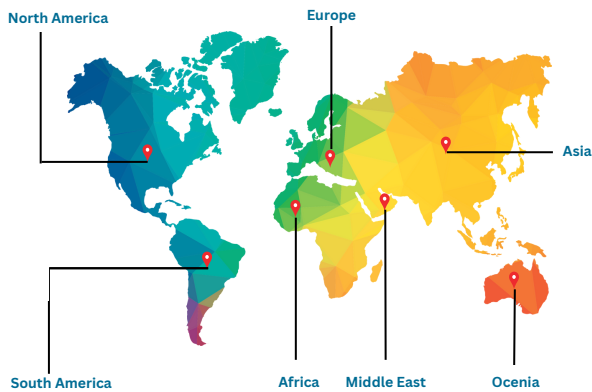 North America
Europe
Asia
South America
Africa
Middle East
Ocenia